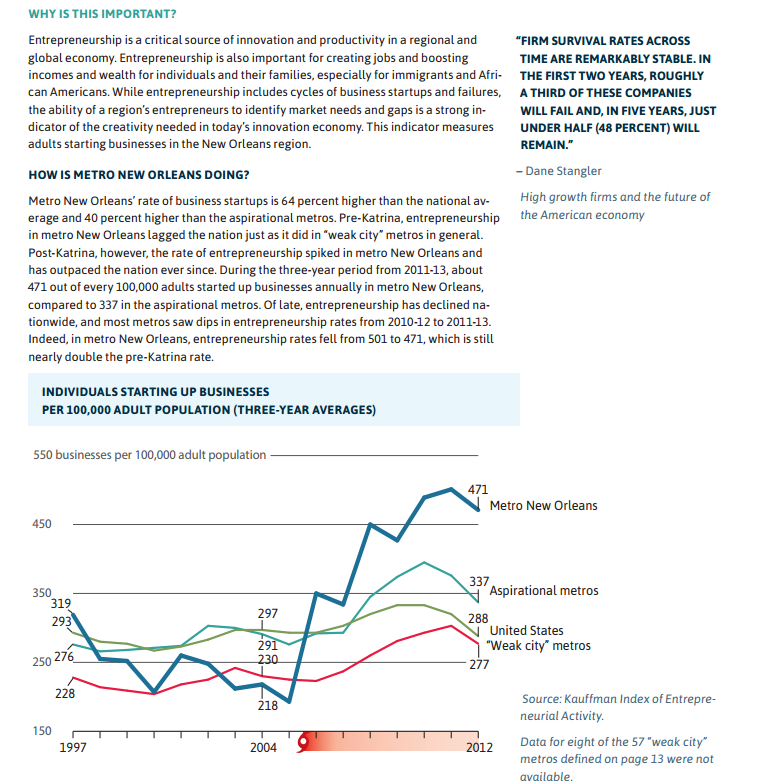 WHY IS THIS IMPORTANT?
Entrepreneurship is a critical source of innovation and productivity in a regional and
global economy. Entrepreneurship is also important for creating jobs and boosting
incomes and wealth for individuals and their families, especially for immigrants and Afri-
can Americans. While entrepreneurship includes cycles of business startups and failures,
the ability of a region's entrepreneurs to identify market needs and gaps is a strong in-
dicator of the creativity needed in today's innovation economy. This indicator measures
adults starting businesses in the New Orleans region.
"FIRM SURVIVAL RATES ACROSS
TIME ARE REMARKABLY STABLE. IN
THE FIRST TWO YEARS, ROUGHLY
A THIRD OF THESE COMPANIES
WILL FAIL AND, IN FIVE YEARS, JUST
UNDER HALF (48 PERCENT) WILL
REMAIN."
– Dane Stangler
High growth firms and the future of
the American economy
HOW IS METRO NEW ORLEANS DOING?
Metro New Orleans' rate of business startups is 64 percent higher than the national av-
erage and 40 percent higher than the aspirational metros. Pre-Katrina, entrepreneurship
in metro New Orleans lagged the nation just as it did in "weak city" metros in general.
Post-Katrina, however, the rate of entrepreneurship spiked in metro New Orleans and
has outpaced the nation ever since. During the three-year period from 2011-13, about
471 out of every 100,000 adults started up businesses annually in metro New Orleans,
compared to 337 in the aspirational metros. Of late, entrepreneurship has declined na-
tionwide, and most metros saw dips in entrepreneurship rates from 2010-12 to 2011-13.
Indeed, in metro New Orleans, entrepreneurship rates fell from 501 to 471, which is still
nearly double the pre-Katrina rate.
INDIVIDUALS STARTING UP BUSINESSES
PER 100,000 ADULT POPULATION (THREE-YEAR AVERAGES)
550 businesses per 100,000 adult population
471
Metro New Orleans
450
350
337
Aspirational metros
319
293
297
288
United States
291
"Weak city" metros
276
250
230
277
228
218
150
1997
2004
2012
Source: Kauffman Index of Entrepre-
neurial Activity.
Data for eight of the 57 "weak city"
metros defined on page 13 were not
available.